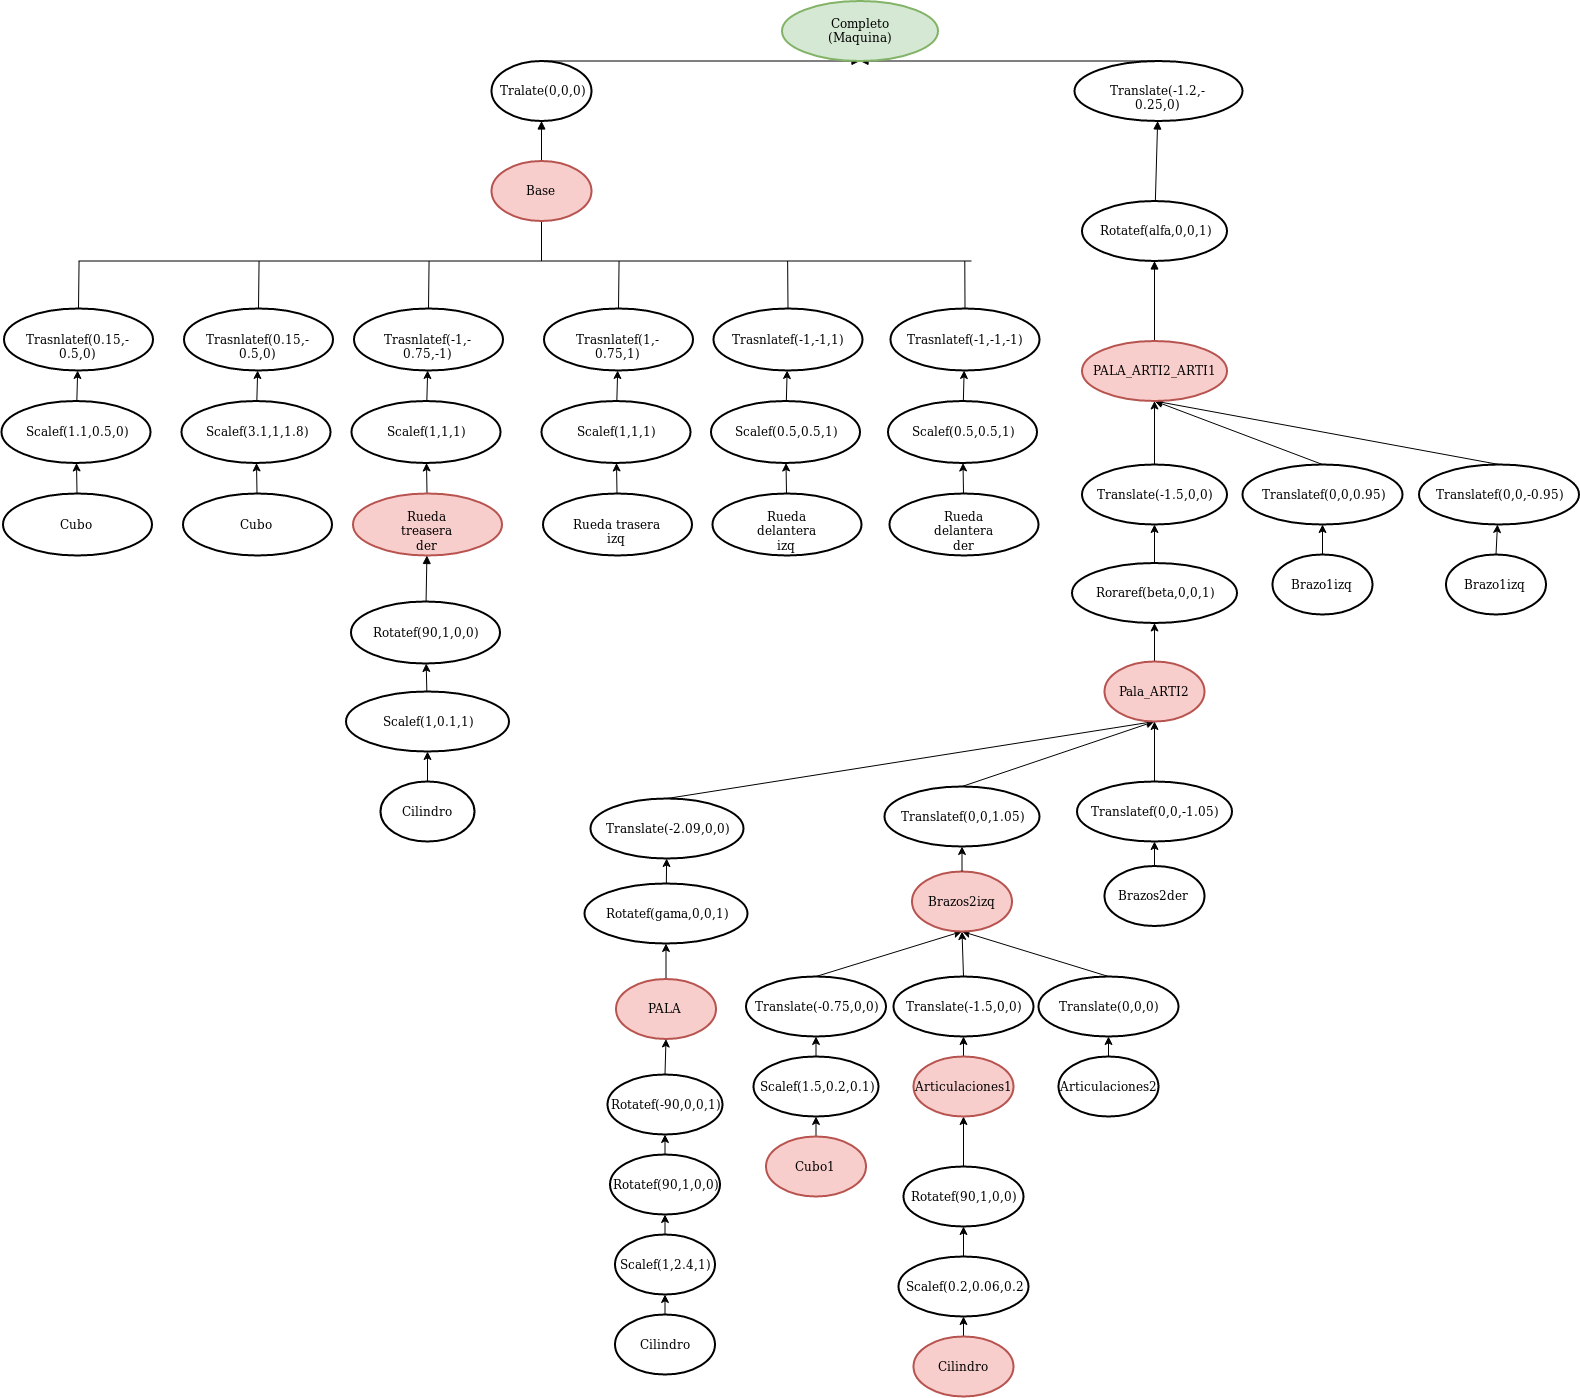 Completo
(Maquina)
Tralate(0,0,0)
Translate(-1.2,-
0.25,0)
Base
Rotatef(alfa,0,0,1)
Trasnlatef(0.15,-
0.5,0)
Trasnlatef(0.15,-
0.5,0)
Trasnlatef(-1,-
0.75,-1)
Trasnlatef(1,-
0.75,1)
Trasnlatef(-1,-1,1)
Trasnlatef(-1,-1,-1)
PALA_ARTI2_ARTI1
Scalef(1.1,0.5,0)
Scalef(3.1,1,1.8)
Scalef(1,1,1)
Scalef(1,1,1)
Scalef(0.5,0.5,1)
Scalef(0.5,0.5,1)
Translate(-1.5,0,0)
Translatef(0,0,0.95)
Translatef(0,0,-0.95)
Cubo
Cubo
Rueda
treasera
der
Rueda trasera
izq
Rueda
delantera
izq
Rueda
delantera
der
Roraref(beta,0,0,1)
Brazo1izq
Brazo1izq
Rotatef(90,1,0,0)
Pala_ARTI2
Scalef(1,0.1,1)
Cilindro
Translate(-2.09,0,0)
Translatef(0,0,1.05)
Translatef(0,0,-1.05)
Rotatef(gama,0,0,1)
Brazos2izq
Brazos2der
PALA
Translate(-0.75,0,0)
Translate(-1.5,0,0)
Translate(0,0,0)
Rotatef(-90,0,0,1)
Scalef(1.5,0.2,0.1)
Articulaciones1
Articulaciones2
Rotatef(90,1,0,0)
Cubo1
Rotatef(90,1,0,0)
Scalef(1,2.4,1)
Scalef(0.2,0.06,0.2
Cilindro
Cilindro